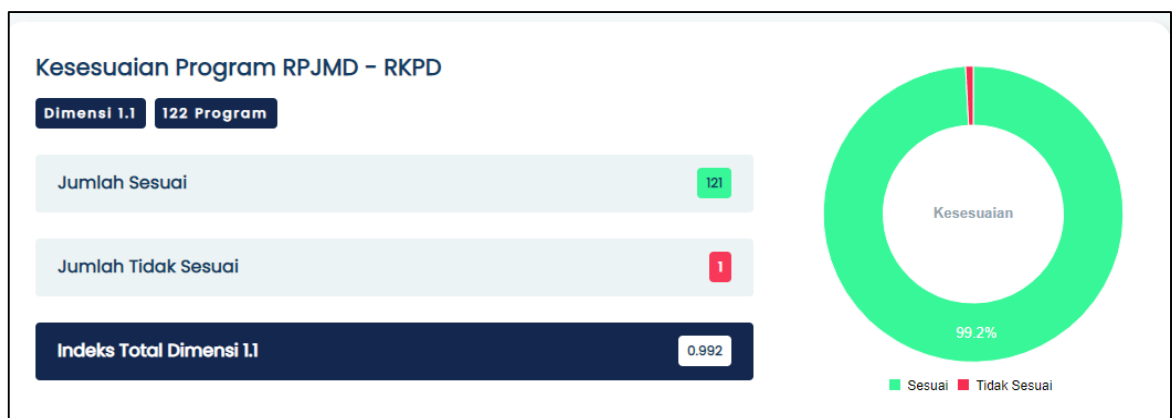 Kesesuaian Program RPJMD - RKPD
Dimensi 1.1 122 Program
Jumlah Sesuai 121
Jumlah Tidak Sesuai 1
Indeks Total Dimensi 1.1 0.992
Kesesuaian
99.2%
Sesuai Tidak Sesuai